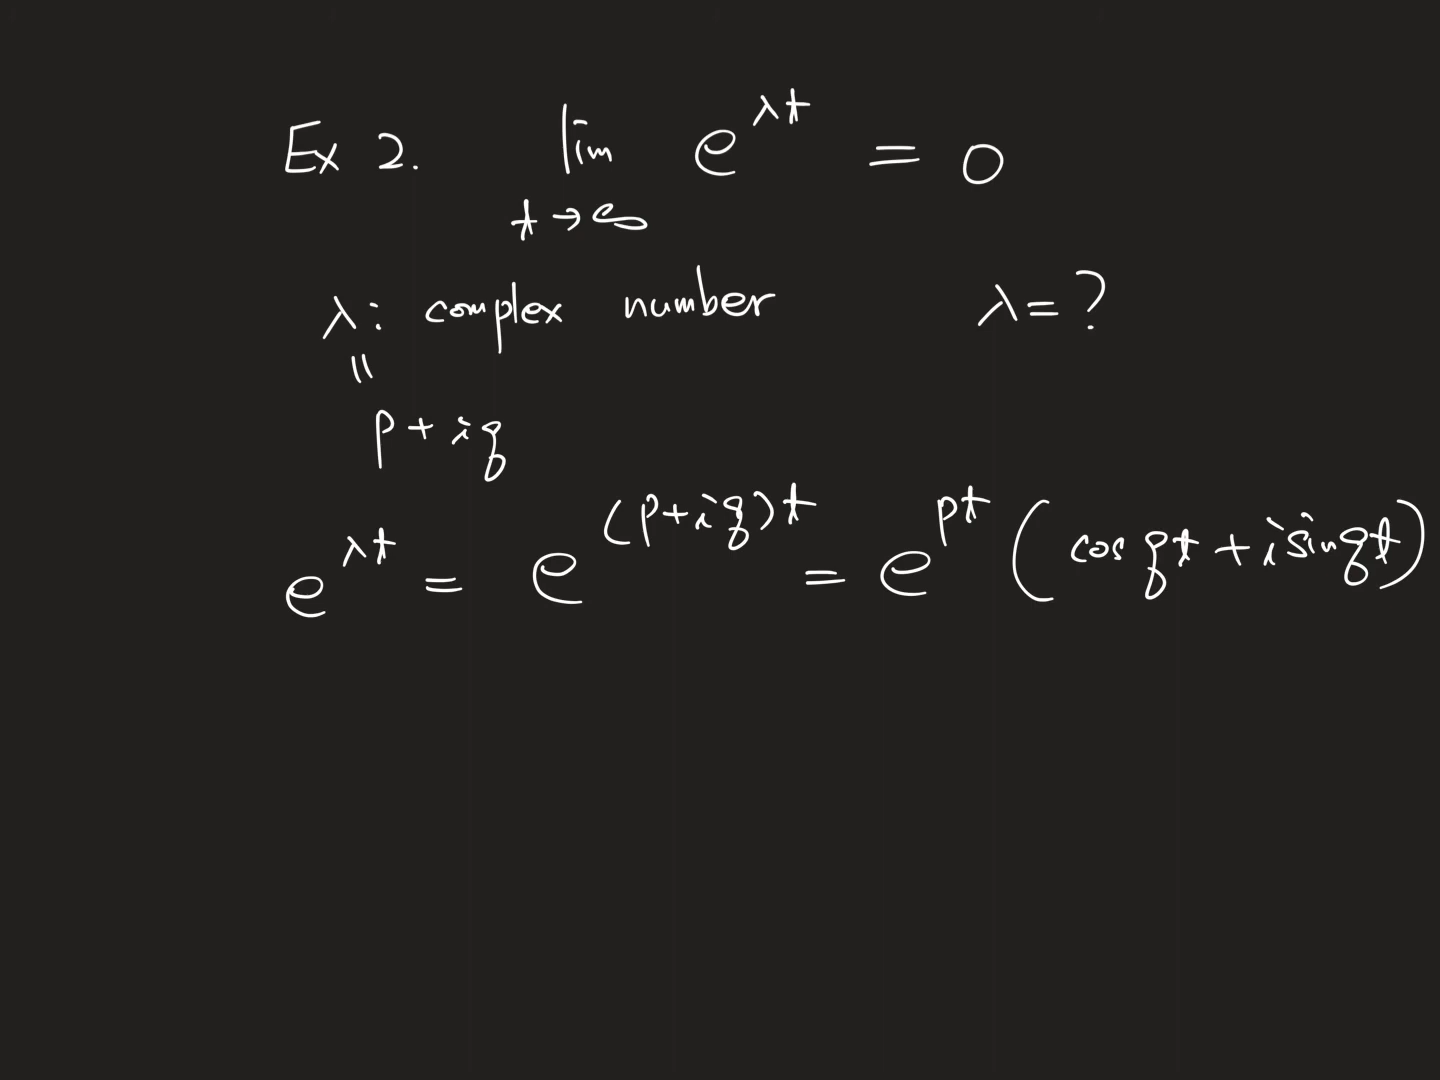 Ex 2. lim e^{λt} = 0
t→∞
λ: complex number λ=?
=
p+iq
e^{λt} = e^{(p+iq)t} = e^{pt} (cos qt + i sin qt)